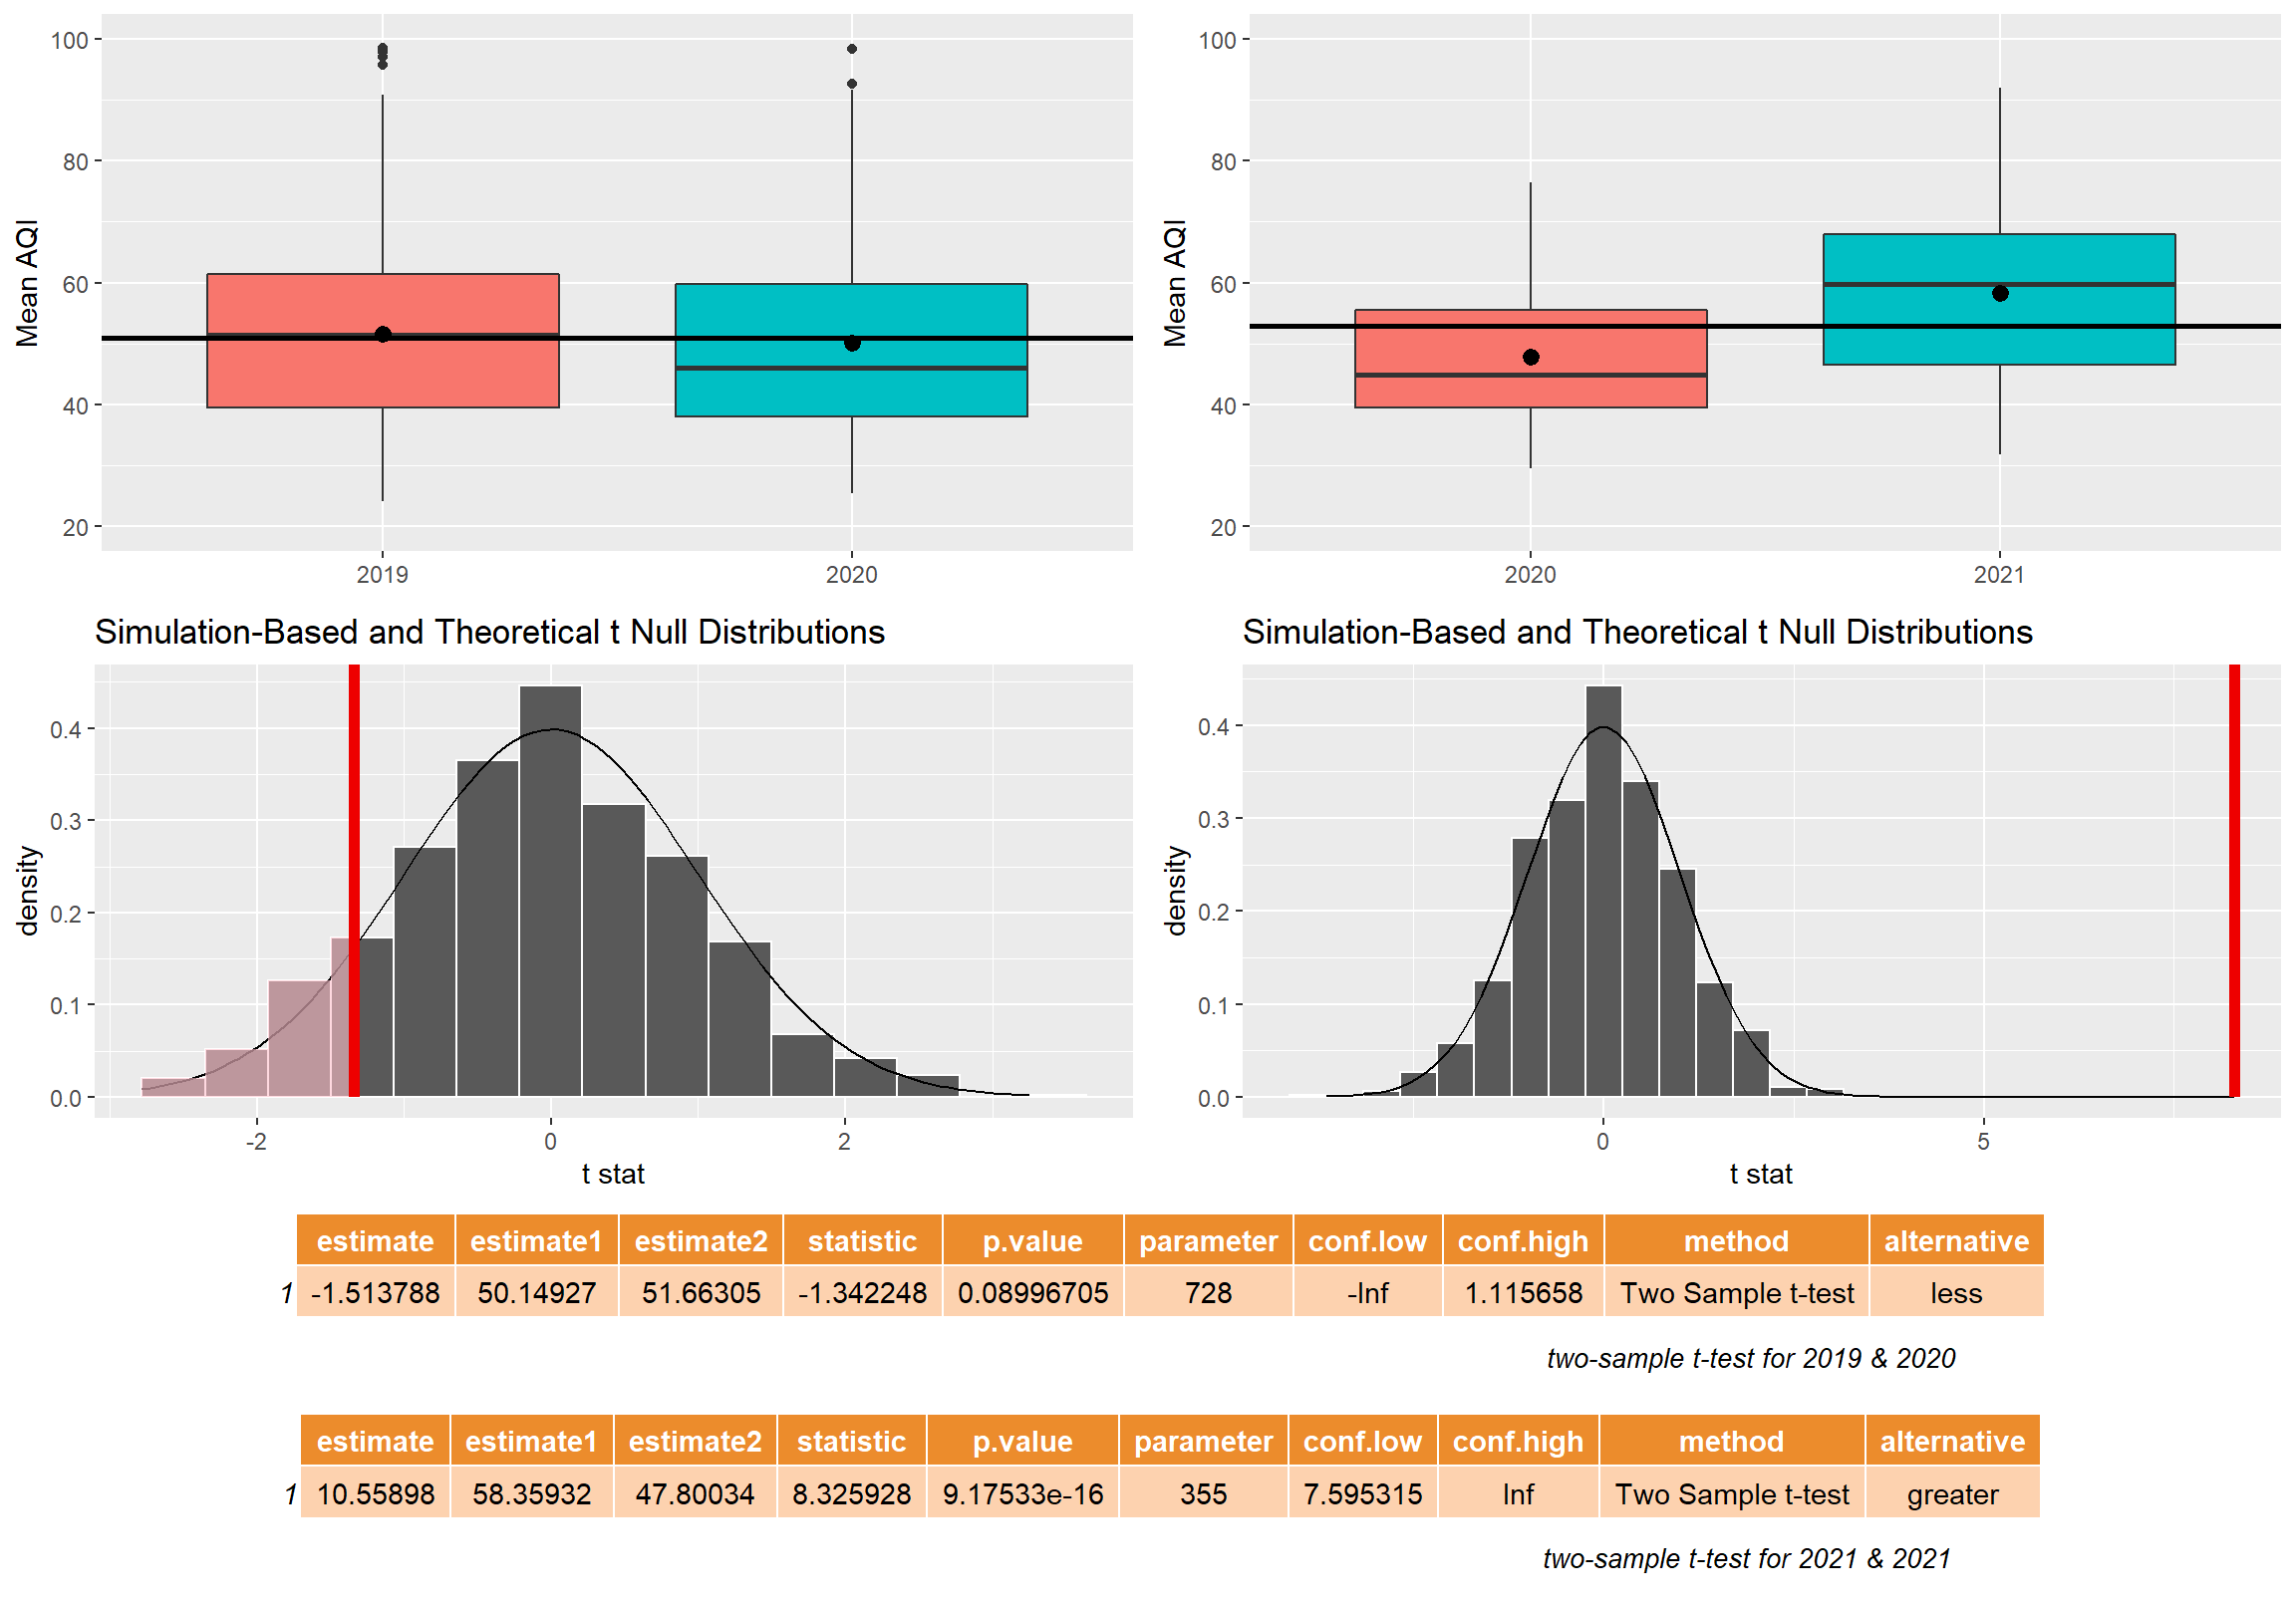 100
80
60
40
20
Mean AQI
2019 2020
100
80
60
40
20
Mean AQI
2020 2021
Simulation-Based and Theoretical t Null Distributions
0.4
0.3
0.2
0.1
0.0
density
-2 0 2
t stat
Simulation-Based and Theoretical t Null Distributions
0.4
0.3
0.2
0.1
0.0
density
0 5
t stat
estimate estimate1 estimate2 statistic p.value parameter conf.low conf.high method alternative
1 -1.513788 50.14927 51.66305 -1.342248 0.08996705 728 -Inf 1.115658 Two Sample t-test less
two-sample t-test for 2019 & 2020
estimate estimate1 estimate2 statistic p.value parameter conf.low conf.high method alternative
1 10.55898 58.35932 47.80034 8.325928 9.17533e-16 355 7.595315 Inf Two Sample t-test greater
two-sample t-test for 2021 & 2021